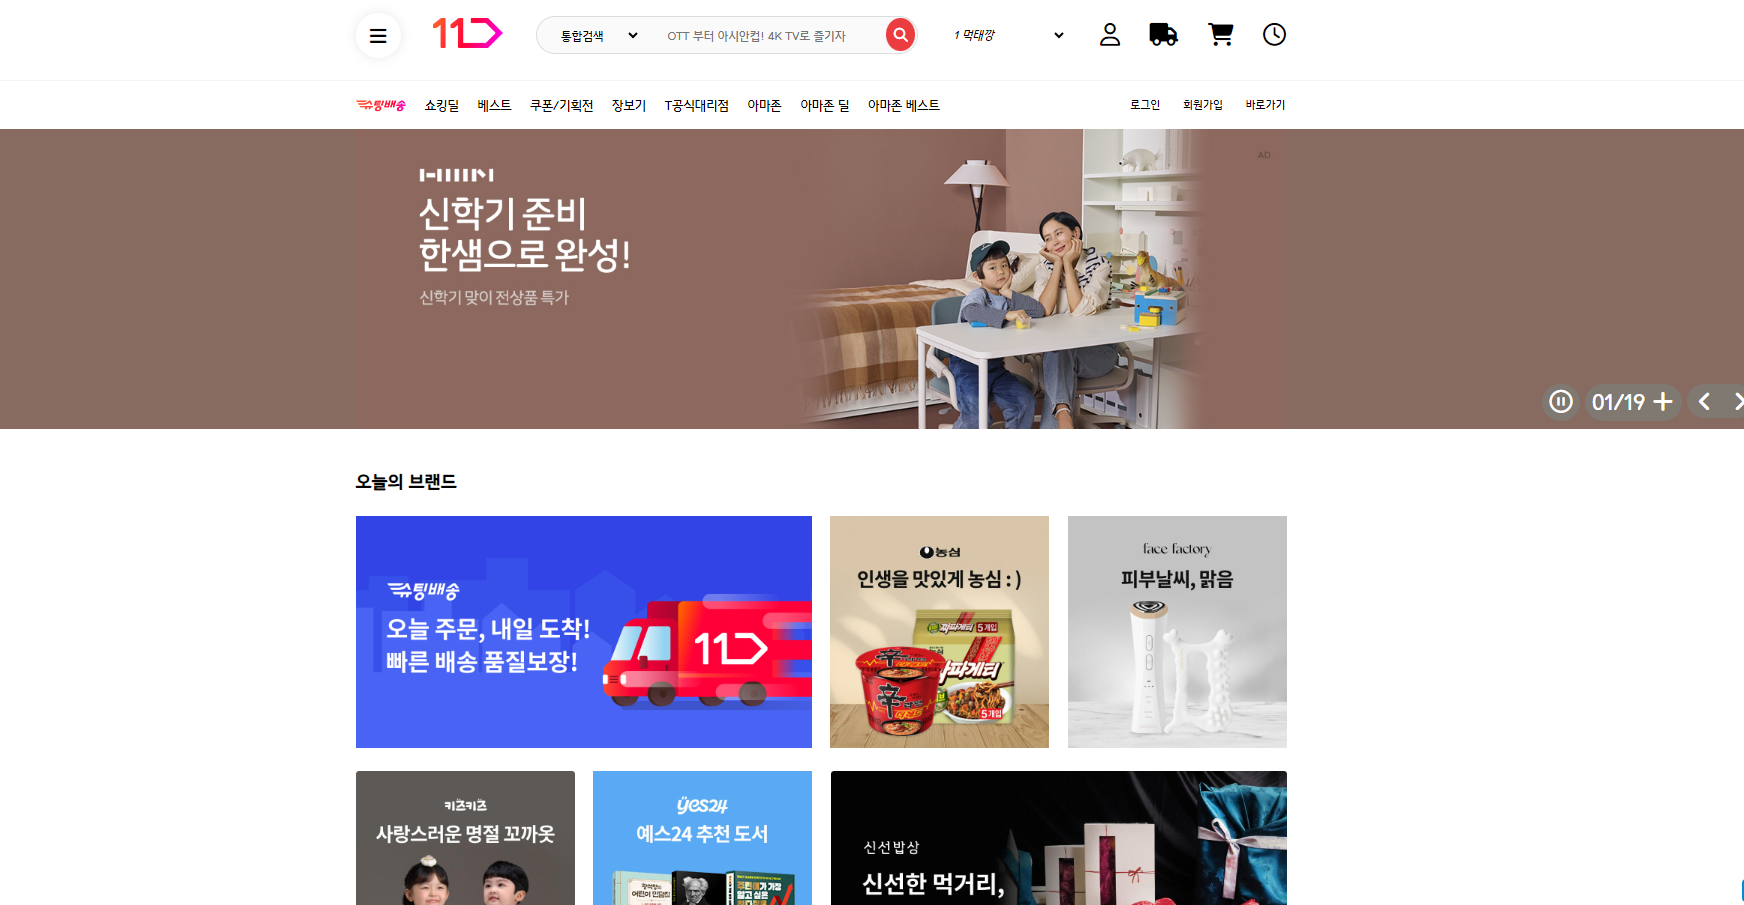 11
통합검색
OTT 부터 아시안컵! 4K TV로 즐기자
1 먹태깡
슈팅배송
쇼킹딜
베스트
쿠폰/기획전
장보기
T공식대리점
아마존
아마존 딜
아마존 베스트
로그인
회원가입
바로가기
AD
신학기 준비
한샘으로 완성!
신학기 맞이 전상품 특가
01/19
오늘의 브랜드
슈팅배송
오늘 주문, 내일 도착!
빠른 배송 품질보장!
11
농심
인생을 맛있게 농심 : )
짜파게티 5개입
짜파게티
5개입
辛
face factory
피부날씨, 맑음
키즈키즈
사랑스러운 명절 꼬까옷
yes24
예스24 추천 도서
신선밥상
신선한 먹거리,